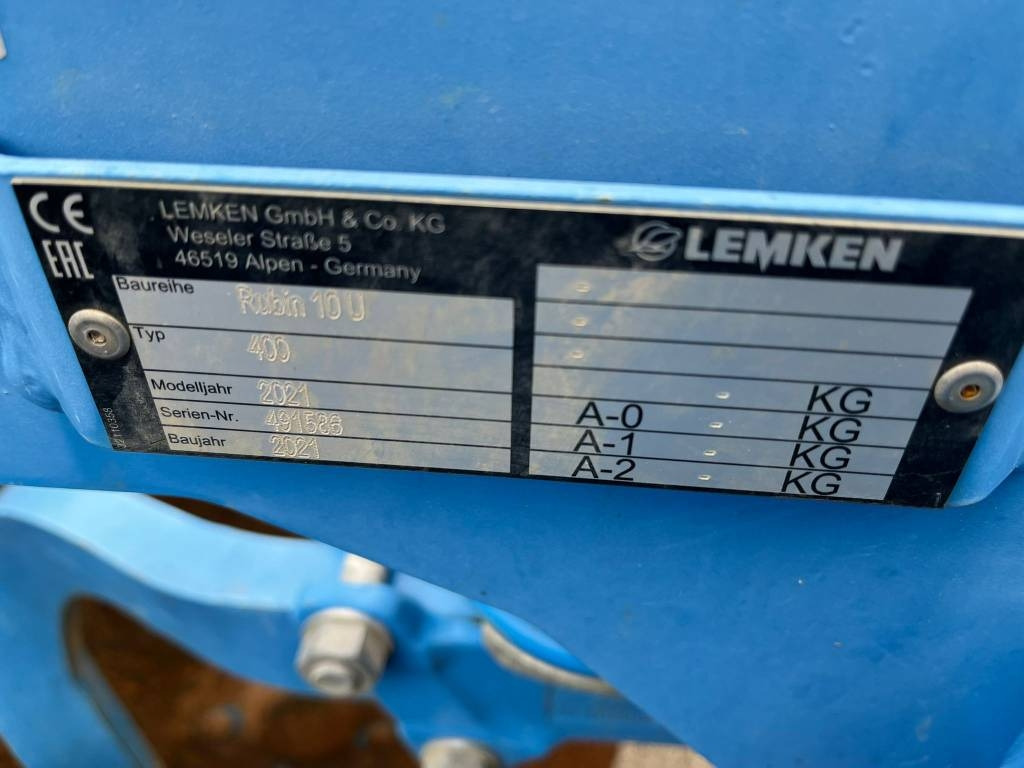 CE
EAC
LEMKEN GmbH & Co. KG
Weseler Straße 5
46519 Alpen - Germany
LEMKEN
Baureihe Rubin 10 U
Typ 400
Modelljahr 2021
Serien-Nr. 491586
Baujahr 2021
-
-
-
- KG
A-0 - KG
A-1 - KG
A-2 - KG